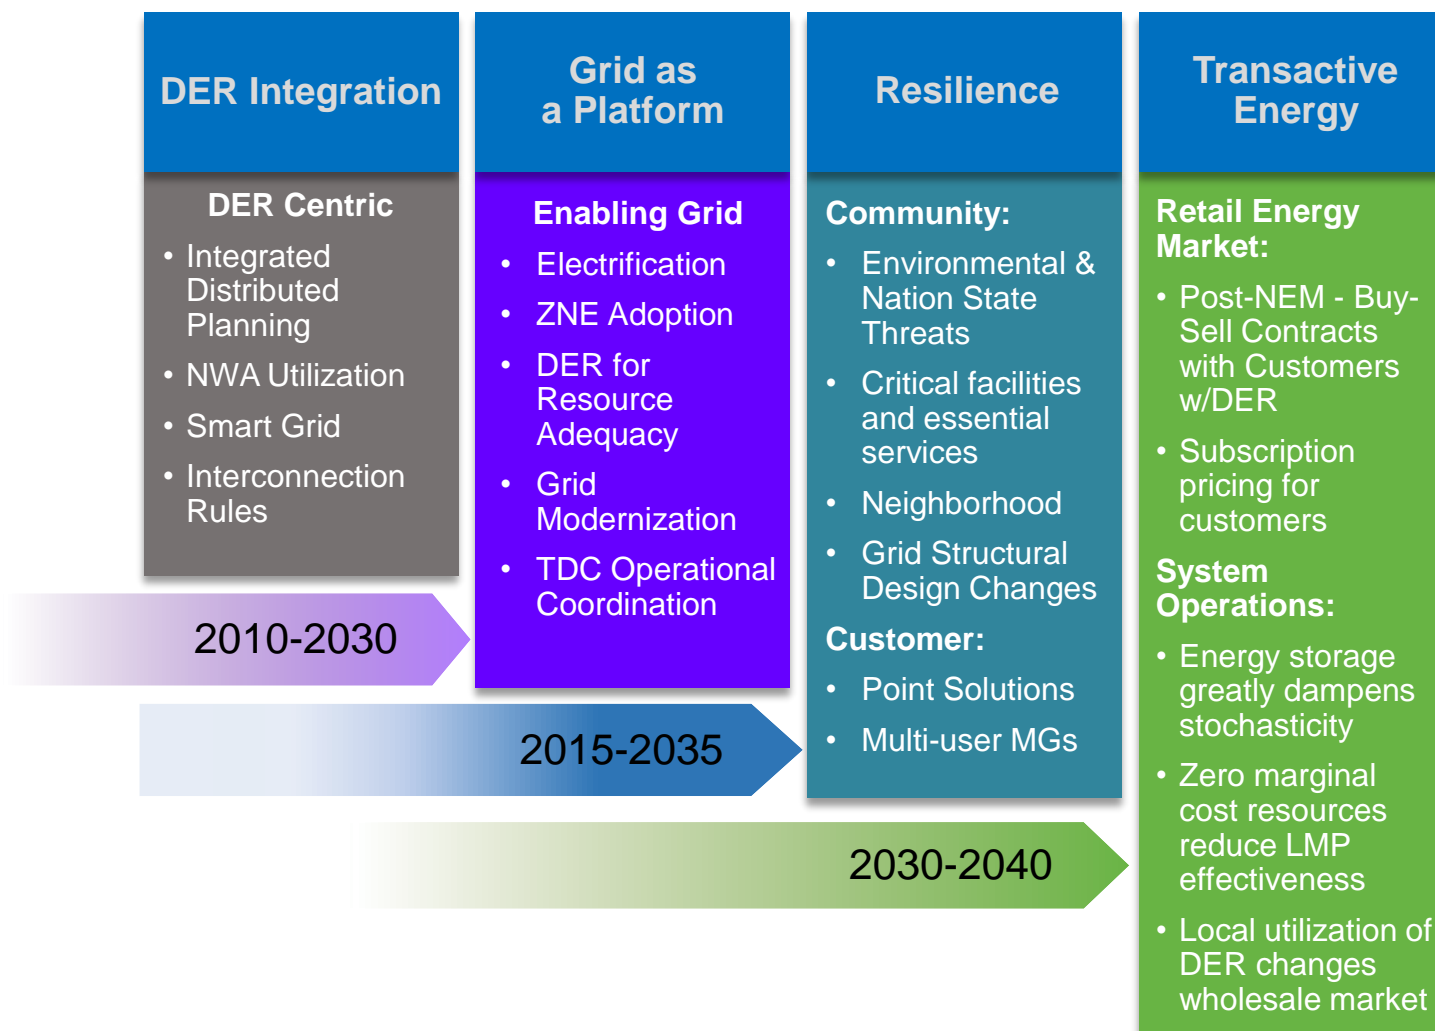 DER Integration
DER Centric
• Integrated
Distributed
Planning
• NWA Utilization
• Smart Grid
• Interconnection
Rules
2010-2030
Grid as
a Platform
Enabling Grid
• Electrification
• ZNE Adoption
• DER for
Resource
Adequacy
• Grid
Modernization
• TDC Operational
Coordination
2015-2035
Resilience
Community:
• Environmental &
Nation State
Threats
• Critical facilities
and essential
services
• Neighborhood
• Grid Structural
Design Changes
Customer:
• Point Solutions
• Multi-user MGs
2030-2040
Transactive
Energy
Retail Energy
Market:
• Post-NEM - Buy-
Sell Contracts
with Customers
w/DER
• Subscription
pricing for
customers
System
Operations:
• Energy storage
greatly dampens
stochasticity
• Zero marginal
cost resources
reduce LMP
effectiveness
• Local utilization of
DER changes
wholesale market